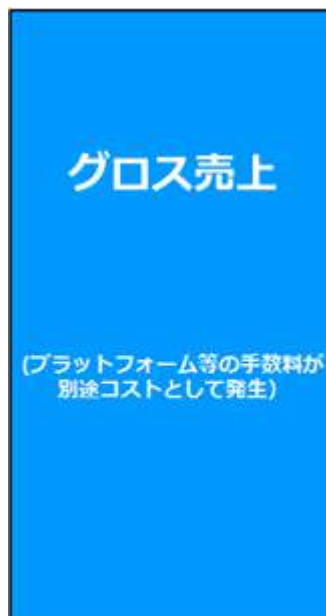 グロス売上
(プラットフォーム等の手数料が
別途コストとして発生)